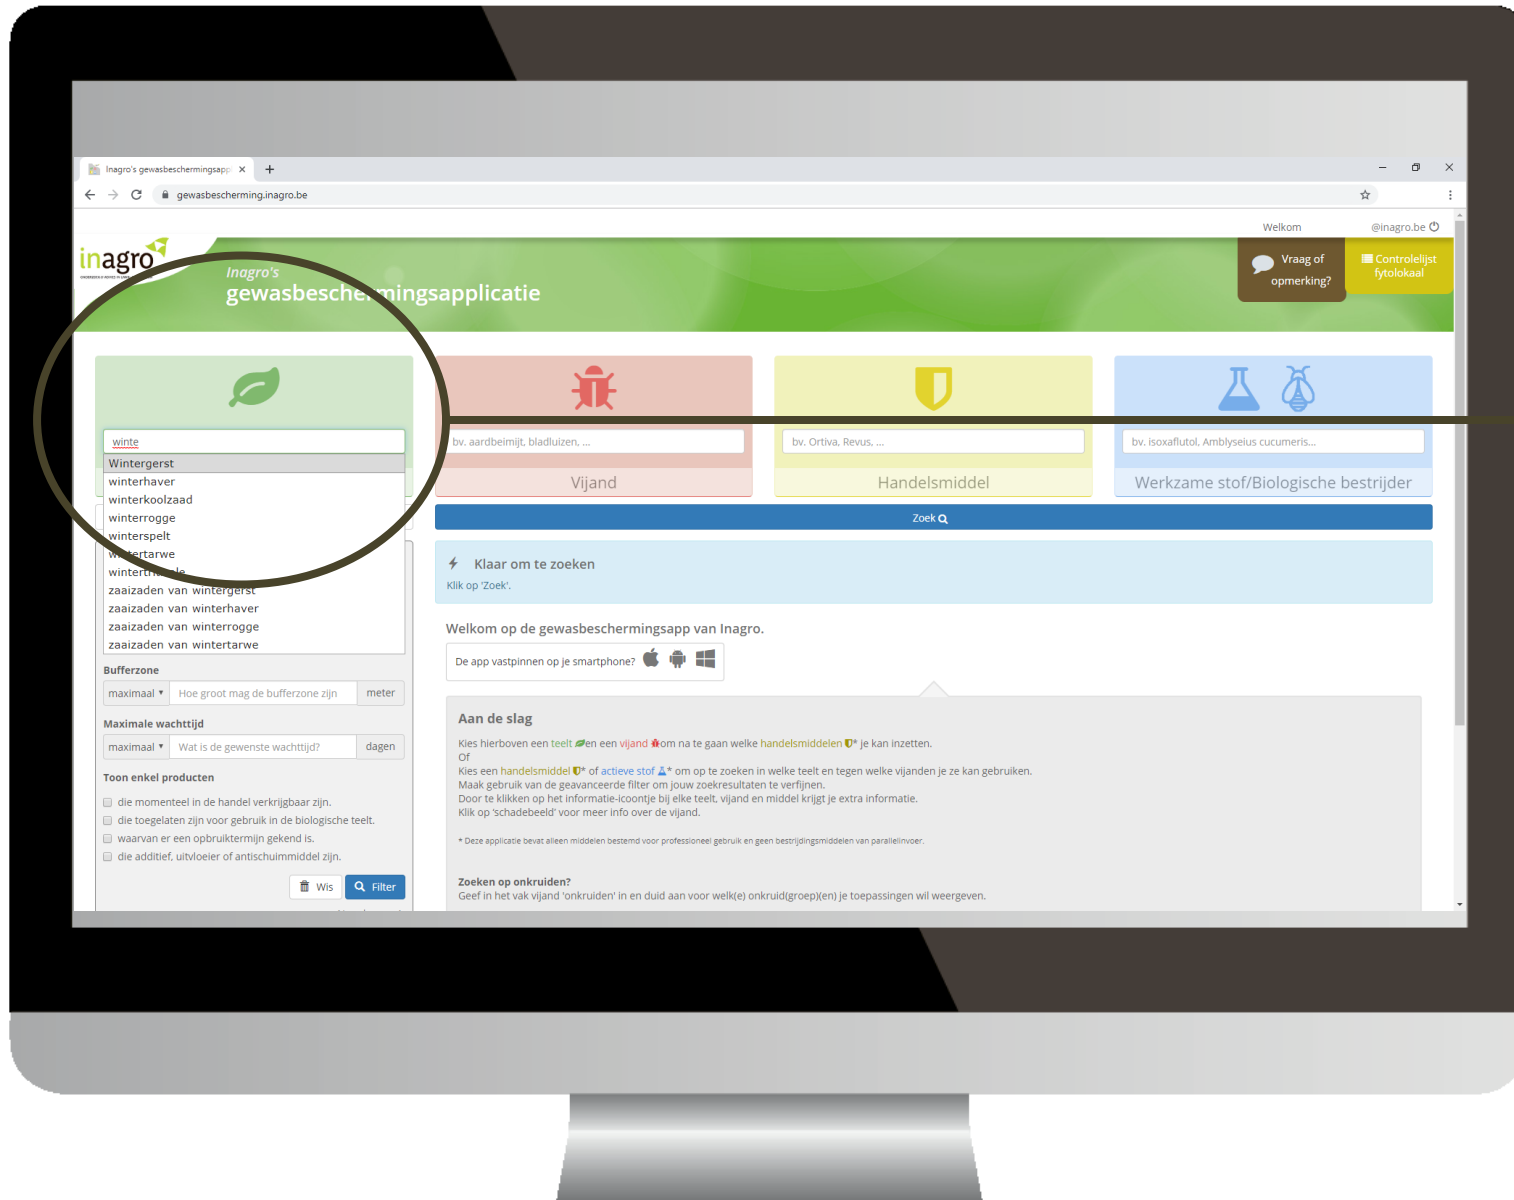 Inagro's gewasbeschermingsapp
gewasbescherming.inagro.be
Welkom @inagro.be
inagro
Inagro's
gewasbeschermingsapplicatie
Vraag of
opmerking?
Controlelijst
fytolokaal
winte
Wintergerst
winterhaver
winterkoolzaad
winterrogge
winterspelt
wintertarwe
zaaizaden van wintergerst
zaaizaden van winterhaver
zaaizaden van winterrogge
zaaizaden van wintertarwe
bv. aardbeimijt, bladluizen, ...
Vijand
bv. Ortiva, Revus, ...
Handelsmiddel
bv. isoxaflutol, Amblyseius cucumeris...
Werkzame stof/Biologische bestrijder
Zoek
Klaar om te zoeken
Klik op 'Zoek'.
Bufferzone
maximaal Hoe groot mag de bufferzone zijn meter
Maximale wachttijd
maximaal Wat is de gewenste wachttijd? dagen
Toon enkel producten
die momenteel in de handel verkrijgbaar zijn.
die toegelaten zijn voor gebruik in de biologische teelt.
waarvan er een opbruiktermijn gekend is.
die additief, uitvloeier of antischuimmiddel zijn.
Wis Filter
Welkom op de gewasbeschermingsapp van Inagro.
De app vastpinnen op je smartphone?
Aan de slag
Kies hierboven een teelt en een vijand om na te gaan welke handelsmiddelen * je kan inzetten.
Of
Kies een handelsmiddel * of actieve stof * om op te zoeken in welke teelt en tegen welke vijanden je ze kan gebruiken.
Maak gebruik van de geavanceerde filter om jouw zoekresultaten te verfijnen.
Door te klikken op het informatie-icoontje bij elke teelt, vijand en middel krijgt je extra informatie.
Klik op 'schadebeeld' voor meer info over de vijand.
* Deze applicatie bevat alleen middelen bestemd voor professioneel gebruik en geen bestrijdingsmiddelen van parallelinvoer.
Zoeken op onkruiden?
Geef in het vak vijand 'onkruiden' in en duid aan voor welk(e) onkruid(groep)(en) je toepassingen wil weergeven.